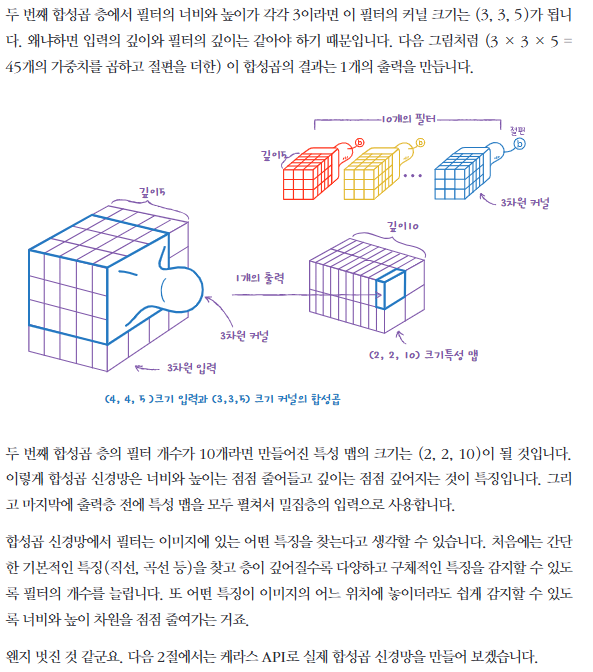 두 번째 합성곱 층에서 필터의 너비와 높이가 각각 3이라면 이 필터의 커널 크기는 (3, 3, 5)가 됩니
다. 왜냐하면 입력의 깊이와 필터의 깊이는 같아야 하기 때문입니다. 다음 그림처럼 (3 × 3 × 5 =
45개의 가중치를 곱하고 절편을 더한) 이 합성곱의 결과는 1개의 출력을 만듭니다.
10개의 필터
절편
b
b
b
깊이5
...
3차원 커널
깊이5
깊이10
1개의 출력
3차원 커널
3차원 입력
(2, 2, 10) 크기특성 맵
(4, 4, 5)크기 입력과 (3,3,5) 크기 커널의 합성곱
두 번째 합성곱 층의 필터 개수가 10개라면 만들어진 특성 맵의 크기는 (2, 2, 10)이 될 것입니다.
이렇게 합성곱 신경망은 너비와 높이는 점점 줄어들고 깊이는 점점 깊어지는 것이 특징입니다. 그리
고 마지막에 출력층 전에 특성 맵을 모두 펼쳐서 밀집층의 입력으로 사용합니다.
합성곱 신경망에서 필터는 이미지에 있는 어떤 특징을 찾는다고 생각할 수 있습니다. 처음에는 간단
한 기본적인 특징(직선, 곡선 등)을 찾고 층이 깊어질수록 다양하고 구체적인 특징을 감지할 수 있도
록 필터의 개수를 늘립니다. 또 어떤 특징이 이미지의 어느 위치에 놓이더라도 쉽게 감지할 수 있도
록 너비와 높이 차원을 점점 줄여가는 거죠.
왠지 멋진 것 같군요. 다음 2절에서는 케라스 API로 실제 합성곱 신경망을 만들어 보겠습니다.